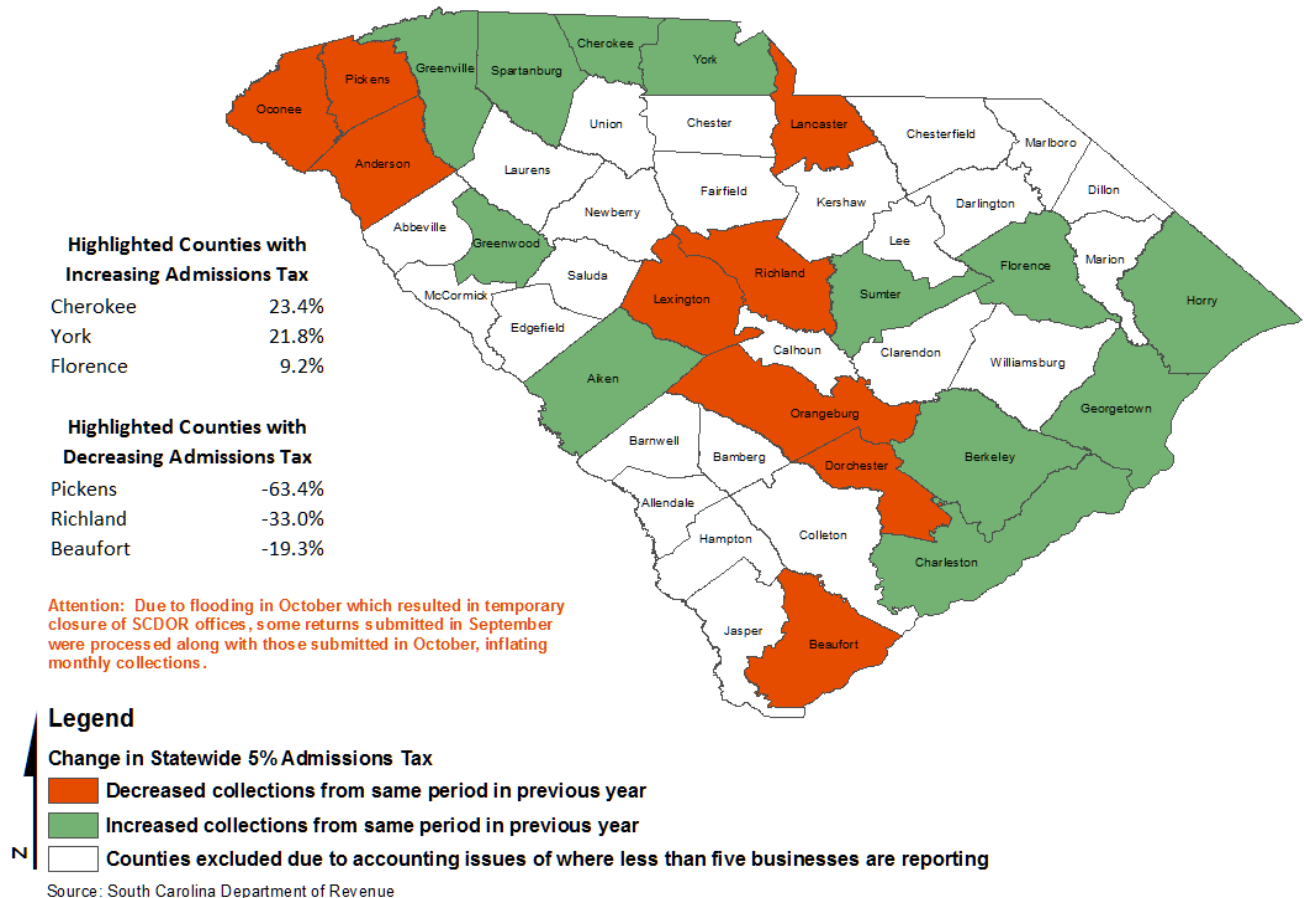 Cherokee
York
Greenville
Spartanburg
Pickens
Oconee
Union
Chester
Lancaster
Chesterfield
Marlboro
Anderson
Laurens
Fairfield
Dillon
Kershaw
Darlington
Newberry
Abbeville
Greenwood
Lee
Marion
Florence
Saluda
Richland
McCormick
Sumter
Lexington
Horry
Edgefield
Calhoun
Clarendon
Williamsburg
Aiken
Georgetown
Orangeburg
Barnwell
Bamberg
Berkeley
Dorchester
Allendale
Colleton
Hampton
Charleston
Jasper
Beaufort
Highlighted Counties with
Increasing Admissions Tax
Cherokee 23.4%
York 21.8%
Florence 9.2%
Highlighted Counties with
Decreasing Admissions Tax
Pickens -63.4%
Richland -33.0%
Beaufort -19.3%
Attention: Due to flooding in October which resulted in temporary
closure of SCDOR offices, some returns submitted in September
were processed along with those submitted in October, inflating
monthly collections.
Legend
Change in Statewide 5% Admissions Tax
Decreased collections from same period in previous year
Increased collections from same period in previous year
Counties excluded due to accounting issues of where less than five businesses are reporting
N
Source: South Carolina Department of Revenue